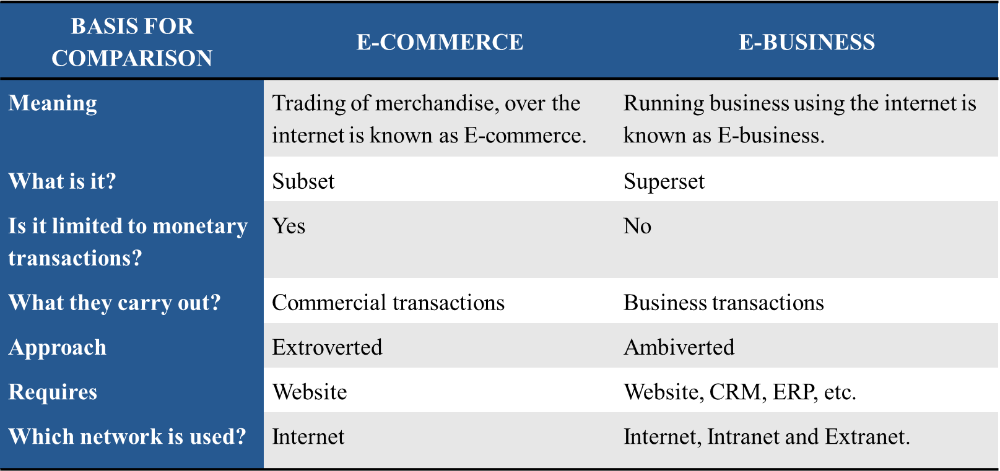 BASIS FOR
COMPARISON
E-COMMERCE
E-BUSINESS
Meaning
Trading of merchandise, over the
internet is known as E-commerce.
Running business using the internet is
known as E-business.
What is it?
Subset
Superset
Is it limited to monetary
transactions?
Yes
No
What they carry out?
Commercial transactions
Business transactions
Approach
Extroverted
Ambiverted
Requires
Website
Website, CRM, ERP, etc.
Which network is used?
Internet
Internet, Intranet and Extranet.